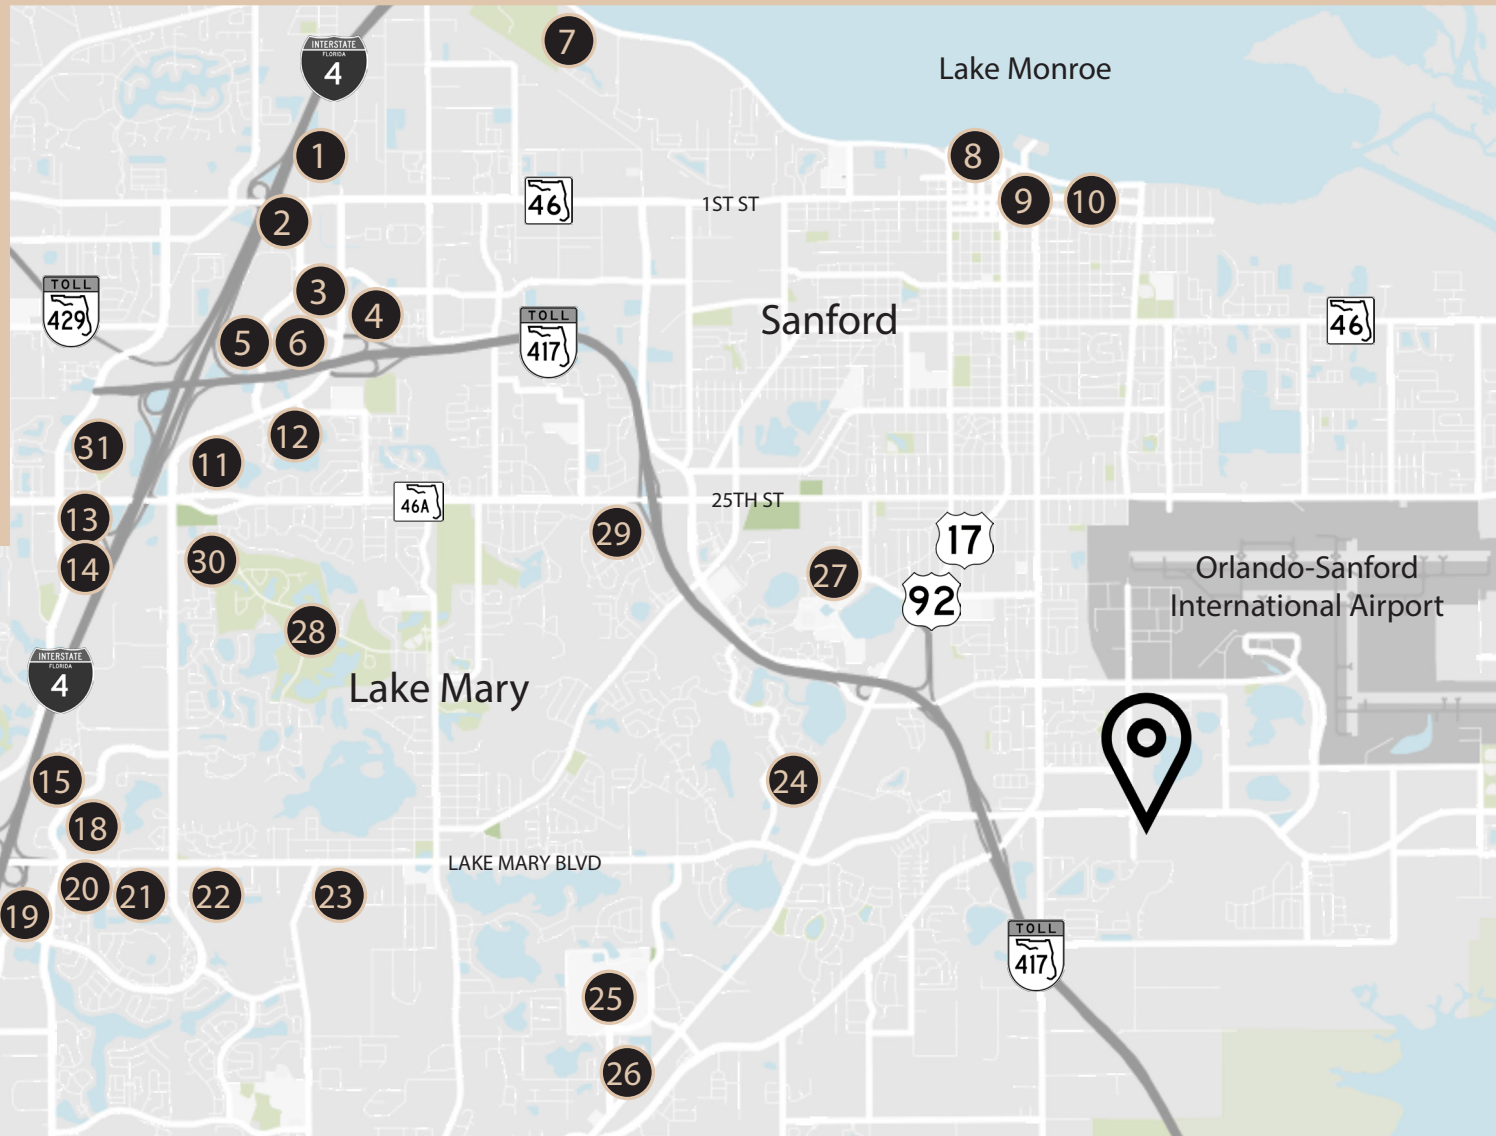 7
INTERSTATE
FLORIDA
4
Lake Monroe
1
8
46
1ST ST
9
10
2
TOLL
429
3
4
TOLL
417
Sanford
46
5
6
31
12
11
13
46A
25TH ST
29
17
14
30
27
92
Orlando-Sanford
International Airport
28
INTERSTATE
FLORIDA
4
Lake Mary
15
24
18
LAKE MARY BLVD
20
21
22
23
19
TOLL
417
25
26